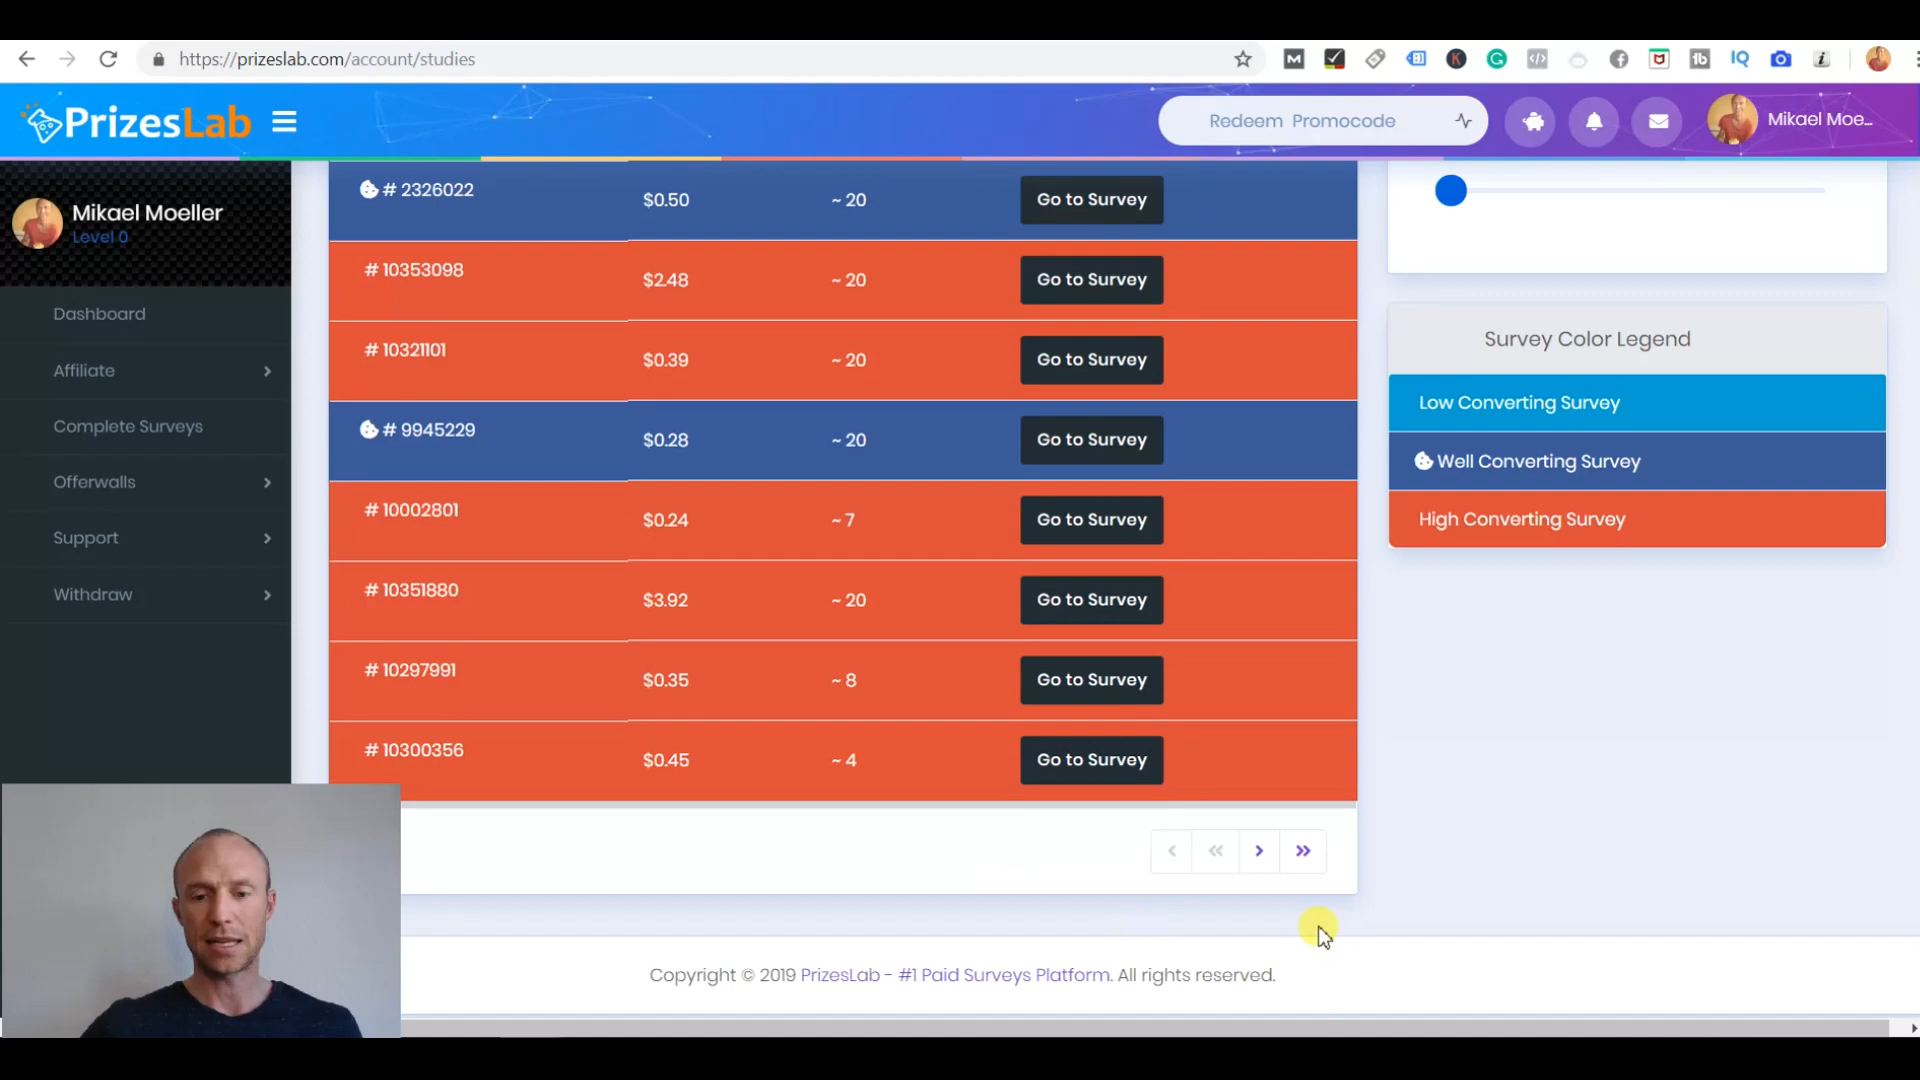 https://prizeslab.com/account/studies
PrizesLab
Redeem Promocode
Mikael Moe...
Mikael Moeller
Level 0
Dashboard
Affiliate
Complete Surveys
Offerwalls
Support
Withdraw
# 2326022 $0.50 ~ 20 Go to Survey
# 10353098 $2.48 ~ 20 Go to Survey
# 10321101 $0.39 ~ 20 Go to Survey
# 9945229 $0.28 ~ 20 Go to Survey
# 10002801 $0.24 ~ 7 Go to Survey
# 10351880 $3.92 ~ 20 Go to Survey
# 10297991 $0.35 ~ 8 Go to Survey
# 10300356 $0.45 ~ 4 Go to Survey
Survey Color Legend
Low Converting Survey
Well Converting Survey
High Converting Survey
Copyright © 2019 PrizesLab - #1 Paid Surveys Platform. All rights reserved.